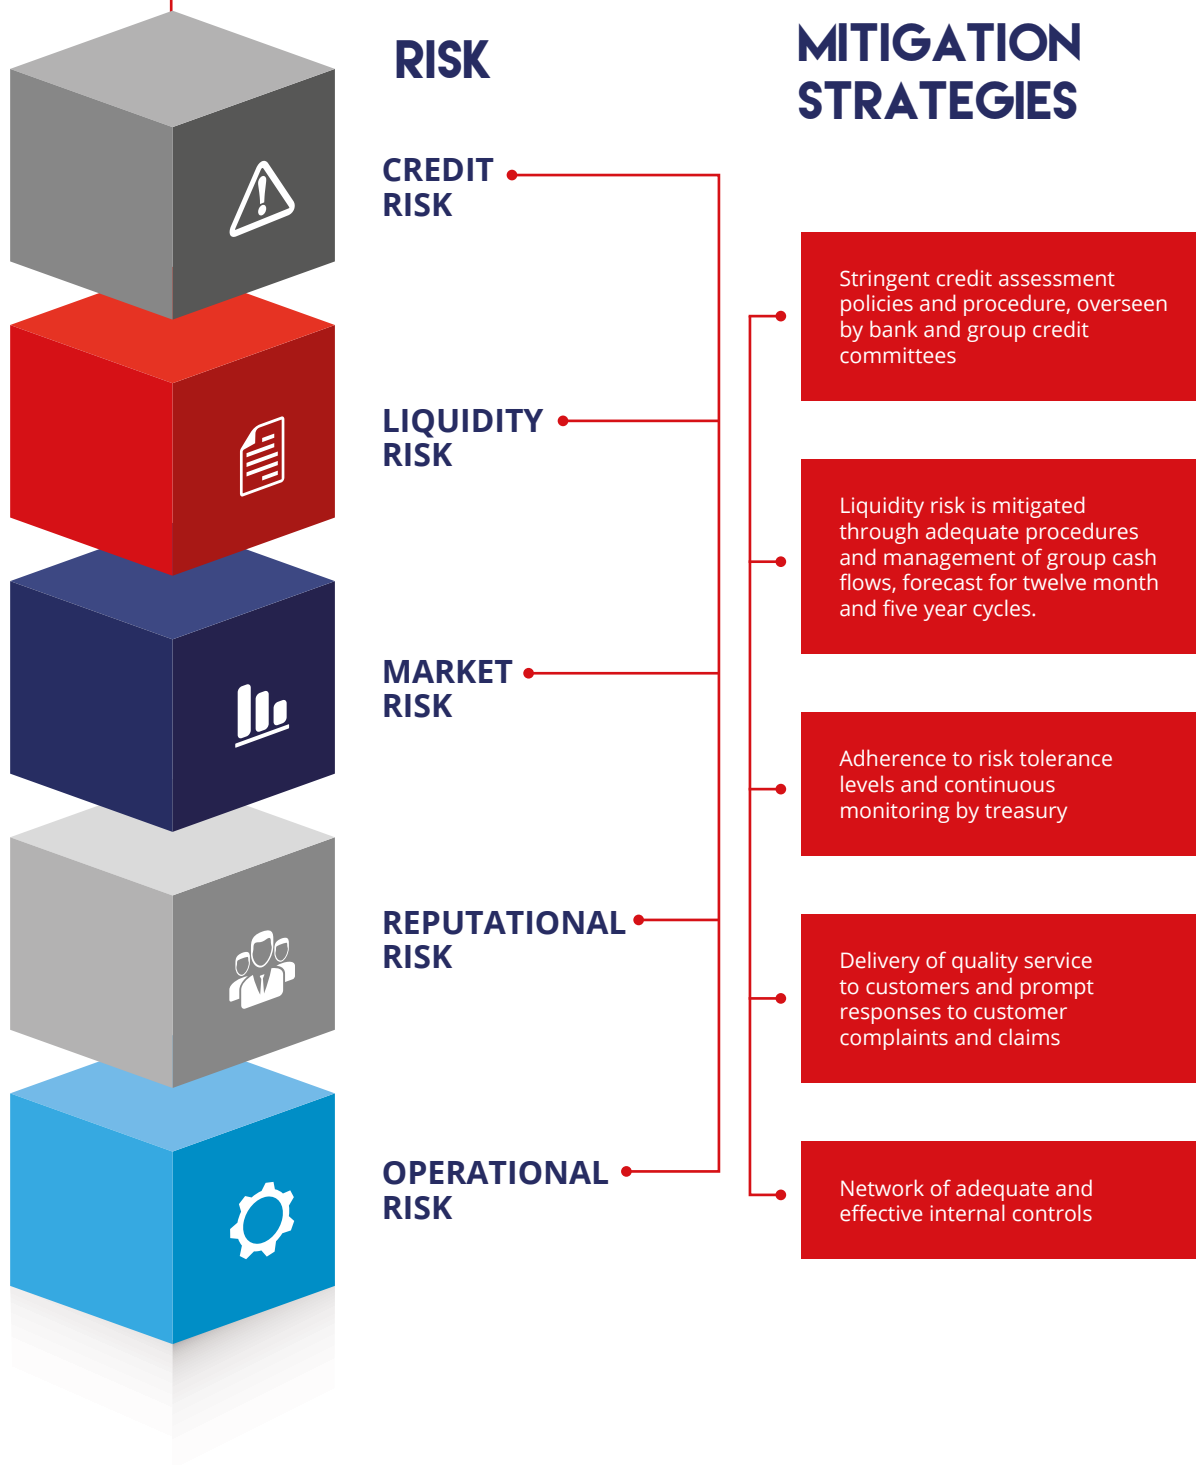 RISK
MITIGATION
STRATEGIES
CREDIT
RISK
Stringent credit assessment
policies and procedure, overseen
by bank and group credit
committees
LIQUIDITY
RISK
Liquidity risk is mitigated
through adequate procedures
and management of group cash
flows, forecast for twelve month
and five year cycles.
MARKET
RISK
Adherence to risk tolerance
levels and continuous
monitoring by treasury
REPUTATIONAL
RISK
Delivery of quality service
to customers and prompt
responses to customer
complaints and claims
OPERATIONAL
RISK
Network of adequate and
effective internal controls